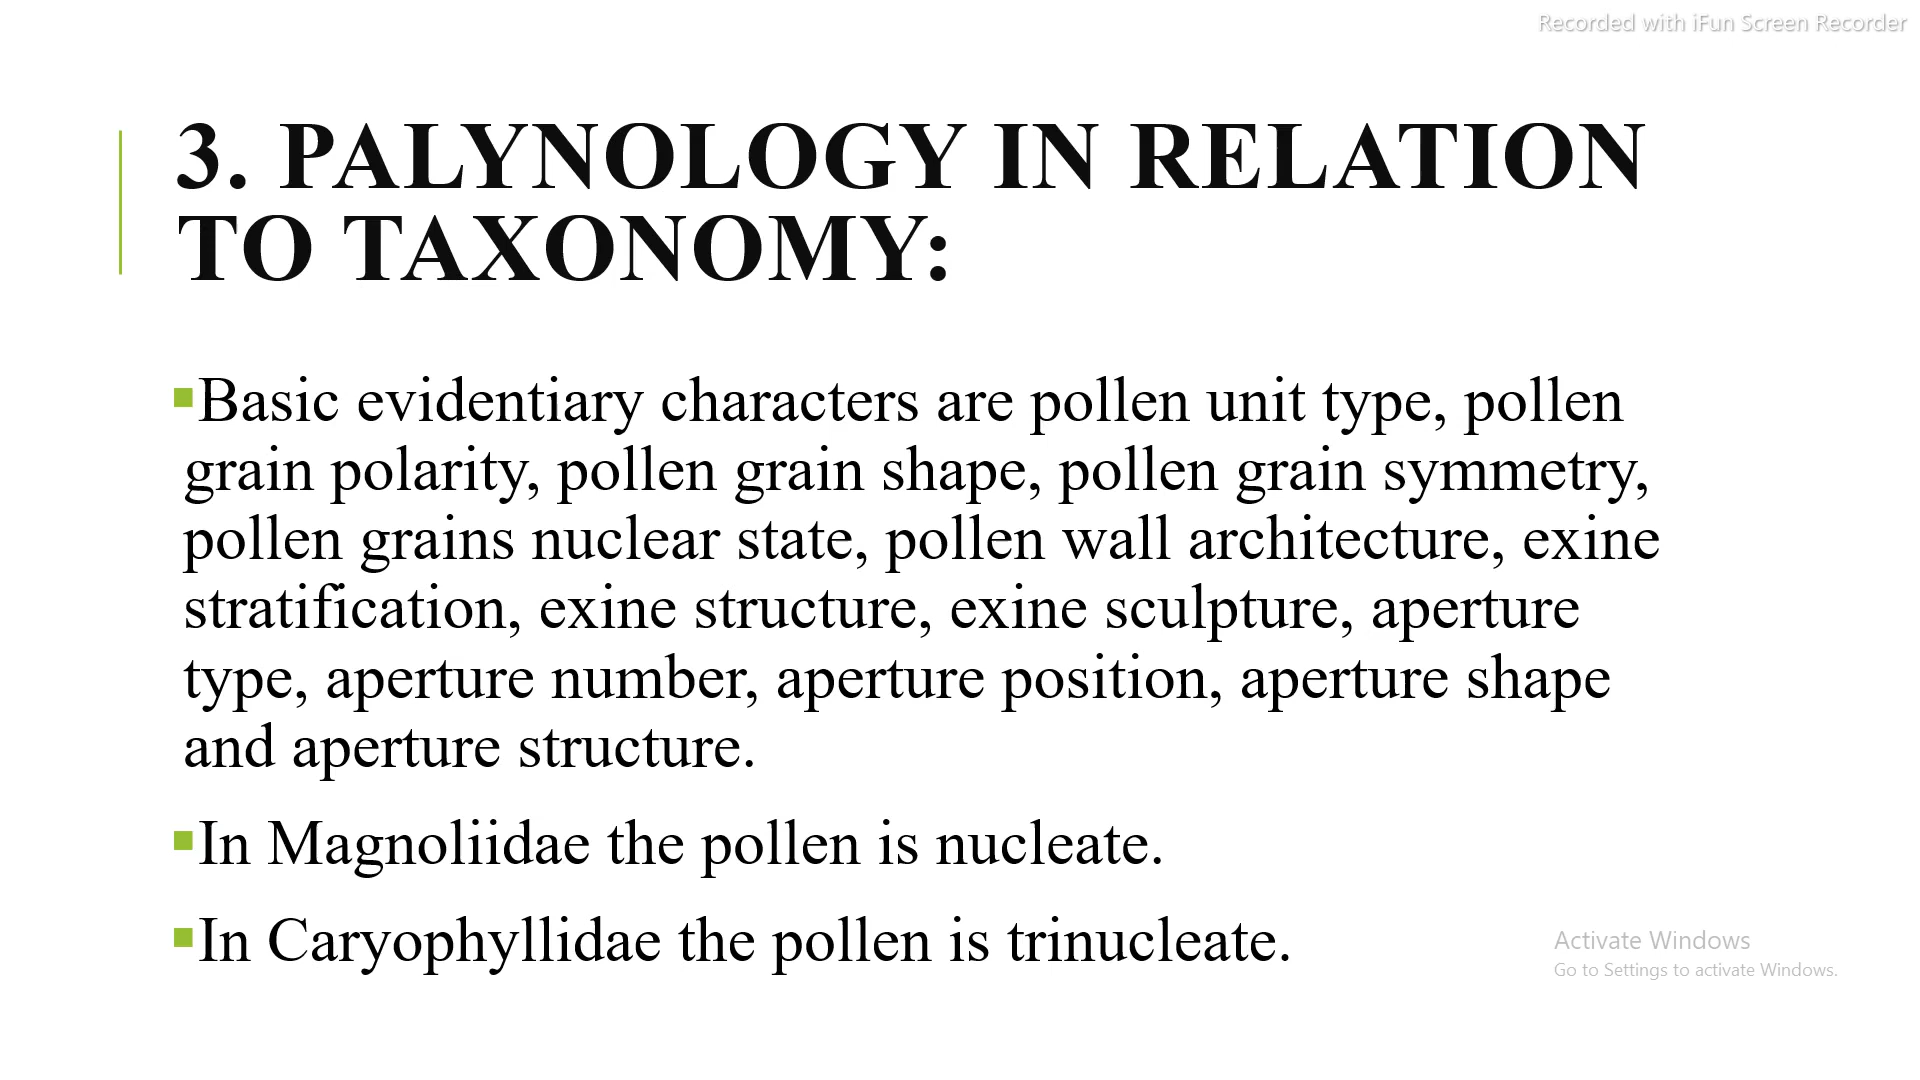 Recorded with iFun Screen Recorder
3. PALYNOLOGY IN RELATION
TO TAXONOMY:
▪Basic evidentiary characters are pollen unit type, pollen
grain polarity, pollen grain shape, pollen grain symmetry,
pollen grains nuclear state, pollen wall architecture, exine
stratification, exine structure, exine sculpture, aperture
type, aperture number, aperture position, aperture shape
and aperture structure.
▪In Magnoliidae the pollen is nucleate.
▪In Caryophyllidae the pollen is trinucleate.
Activate Windows
Go to Settings to activate Windows.